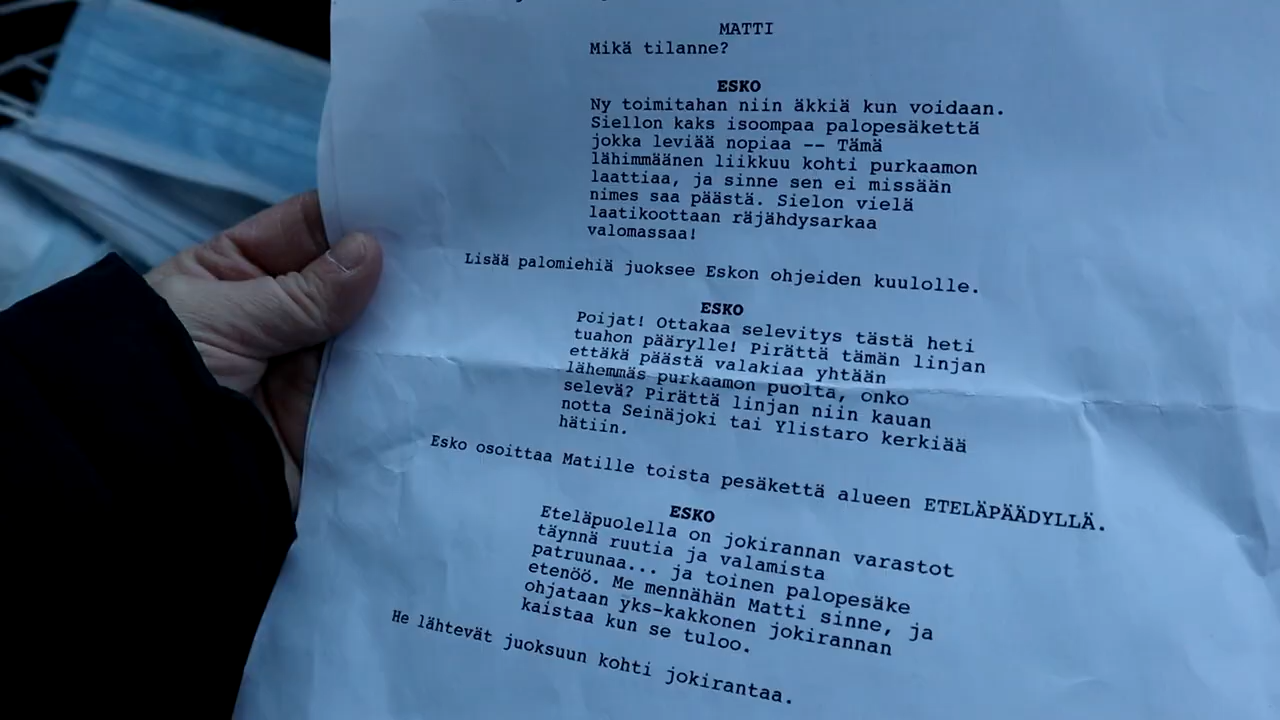 MATTI
Mikä tilanne?
ESKO
Ny toimitahan niin äkkiä kun voidaan.
Siellon kaks isoompaa palopesäkettä
jokka leviää nopiaa -- Tämä
lähimmäänen liikkuu kohti purkaamon
laattiaa, ja sinne sen ei missään
nimes saa päästä. Sielon vielä
laatikoottaan räjähdysarkaa
valomassaa!
Lisää palomiehiä juoksee Eskon ohjeiden kuulolle.
ESKO
Poijat! Ottakaa selevitys tästä heti
tuahon päärylle! Pirättä tämän linjan
ettäkä päästä valakiaa yhtään
lähemmäs purkaamon puolta, onko
selevä? Pirättä linjan niin kauan
notta Seinäjoki tai Ylistaro kerkiää
hätiin.
Esko osoittaa Matille toista pesäkettä alueen ETELÄPÄÄDYLLÄ.
ESKO
Eteläpuolella on jokirannan varastot
täynnä ruutia ja valamista
patruunaa... ja toinen palopesäke
etenöö. Me mennähän Matti sinne, ja
ohjataan yks-kakkonen jokirannan
kaistaa kun se tuloo.
He lähtevät juoksuun kohti jokirantaa.